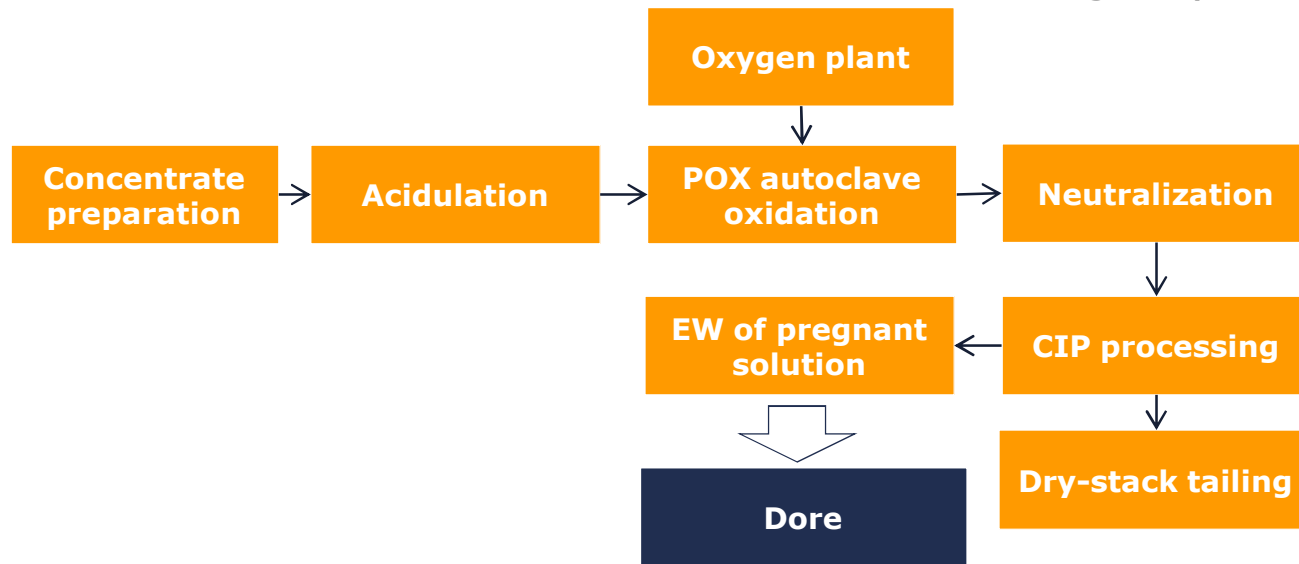 Oxygen plant
Concentrate
preparation
Acidulation
POX autoclave
oxidation
Neutralization
EW of pregnant
solution
CIP processing
Dry-stack tailing
Dore